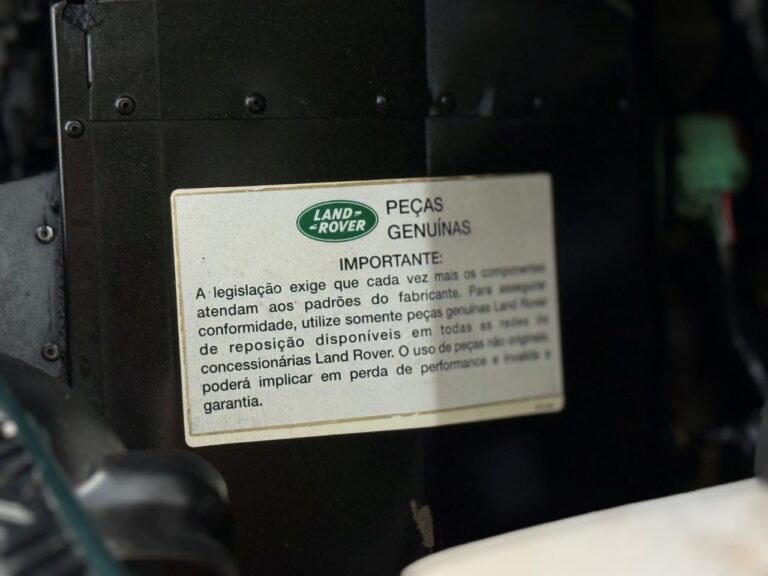 LAND
ROVER
PEÇAS
GENUÍNAS
IMPORTANTE:
A legislação exige que cada vez mais os componentes
atendam aos padrões do fabricante. Para assegurar
conformidade, utilize somente peças genuínas Land Rover
de reposição disponíveis em todas as redes de
concessionárias Land Rover. O uso de peças não originais,
poderá implicar em perda de performance e invalida a
garantia.